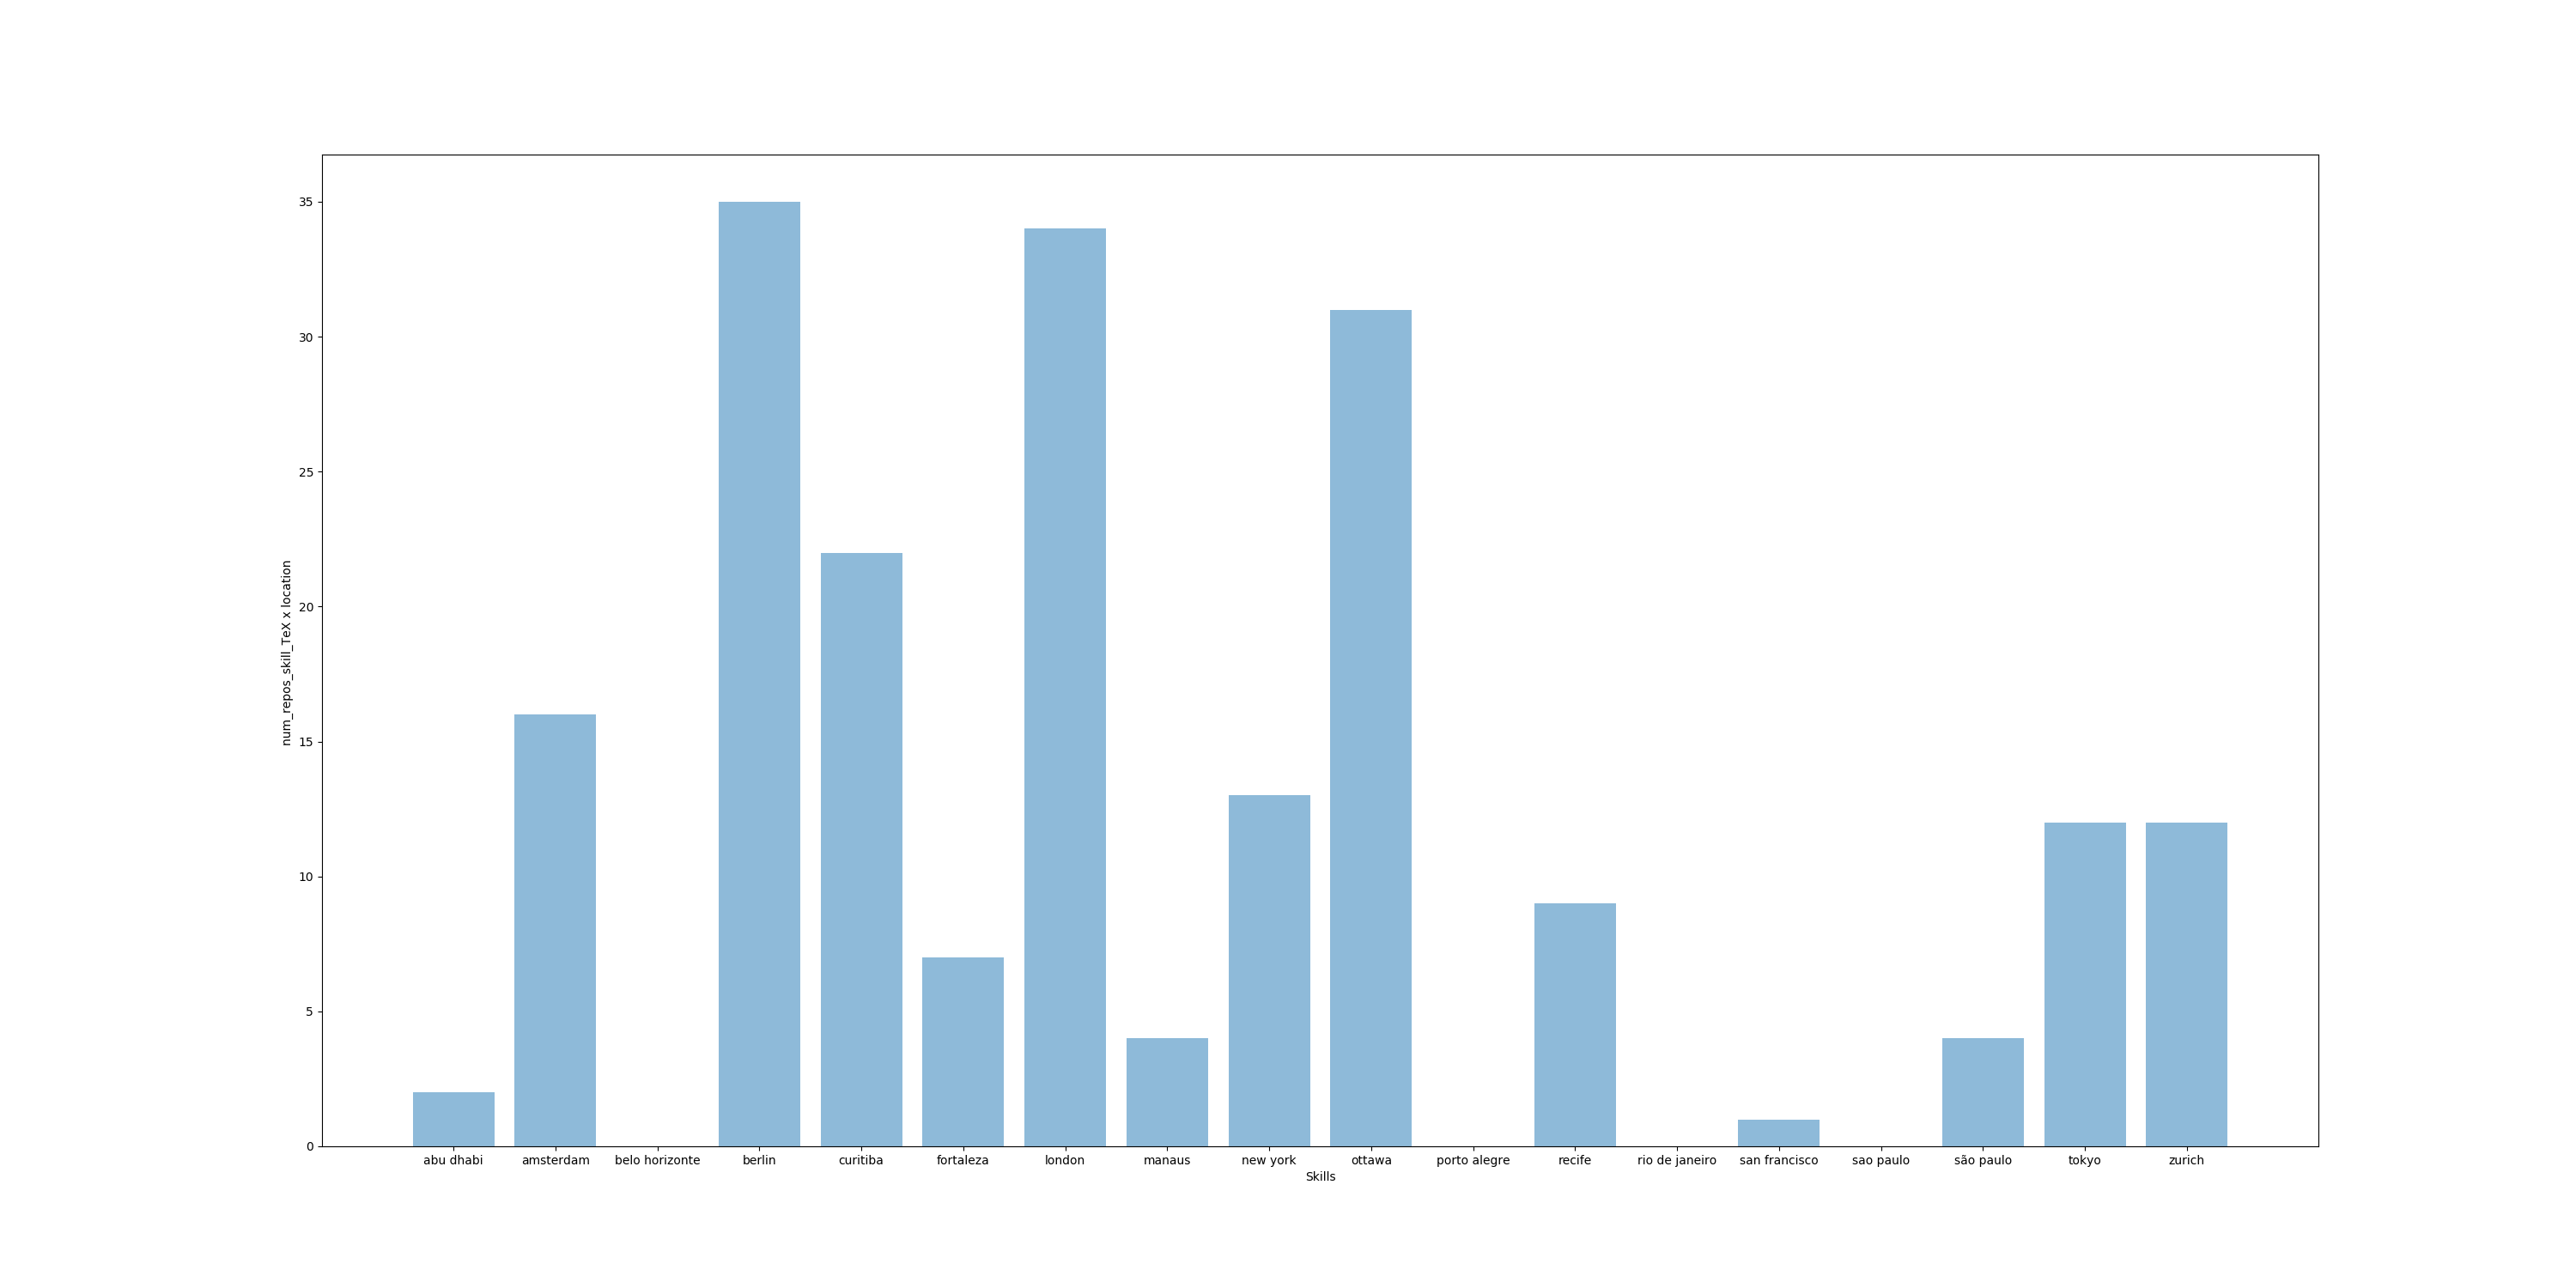 num_repos_skill_TeX x location
35
30
25
20
15
10
5
0
abu dhabi amsterdam belo horizonte berlin curitiba fortaleza london manaus new york ottawa porto alegre recife rio de janeiro san francisco sao paulo são paulo tokyo zurich
Skills